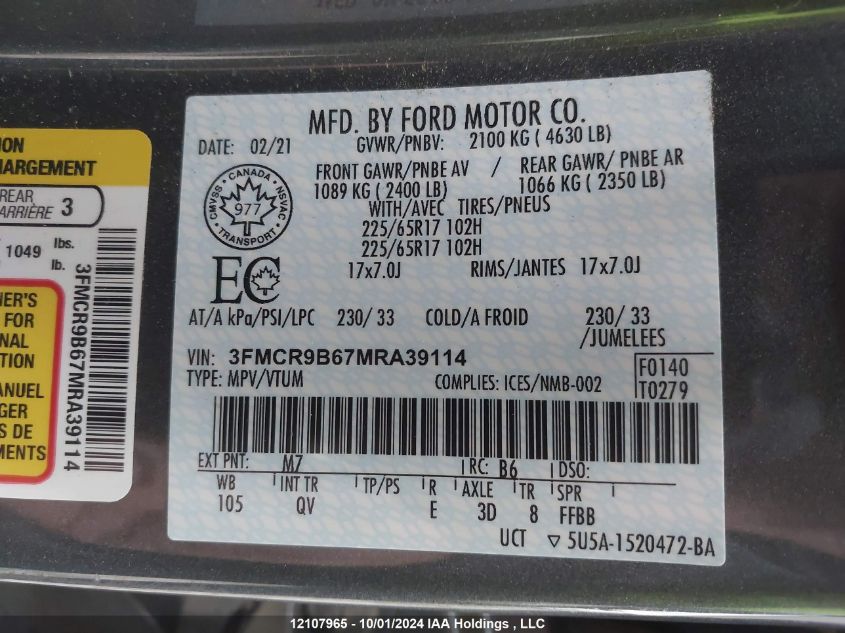 MFD. BY FORD MOTOR CO.
DATE: 02/21
GVWR/PNBV: 2100 KG ( 4630 LB)
FRONT GAWR/PNBE AV / REAR GAWR/ PNBE AR
1089 KG ( 2400 LB) 1066 KG ( 2350 LB)
WITH/AVEC TIRES/PNEUS
225/65R17 102H
225/65R17 102H
17x7.0J RIMS/JANTES 17x7.0J
CANADA
CMVSS NSVAC
977
TRANSPORT
EC
AT/A kPa/PSI/LPC 230/ 33 COLD/A FROID 230/ 33
/JUMELEES
VIN: 3FMCR9B67MRA39114
TYPE: MPV/VTUM COMPLIES: ICES/NMB-002
F0140
T0279
EXT PNT: M7 RC: B6 DSO:
WB INT TR TP/PS R AXLE TR SPR
105 QV E 3D 8 FFBB
UCT ▽ 5U5A-1520472-BA
ION
HARGEMENT
REAR
ARRIÈRE 3
1049 lbs.
lb.
3FMCR9B67MRA39114
NER'S
FOR
NAL
TION
MANUEL
GER
S DE
MENTS
12107965 - 10/01/2024 IAA Holdings, LLC